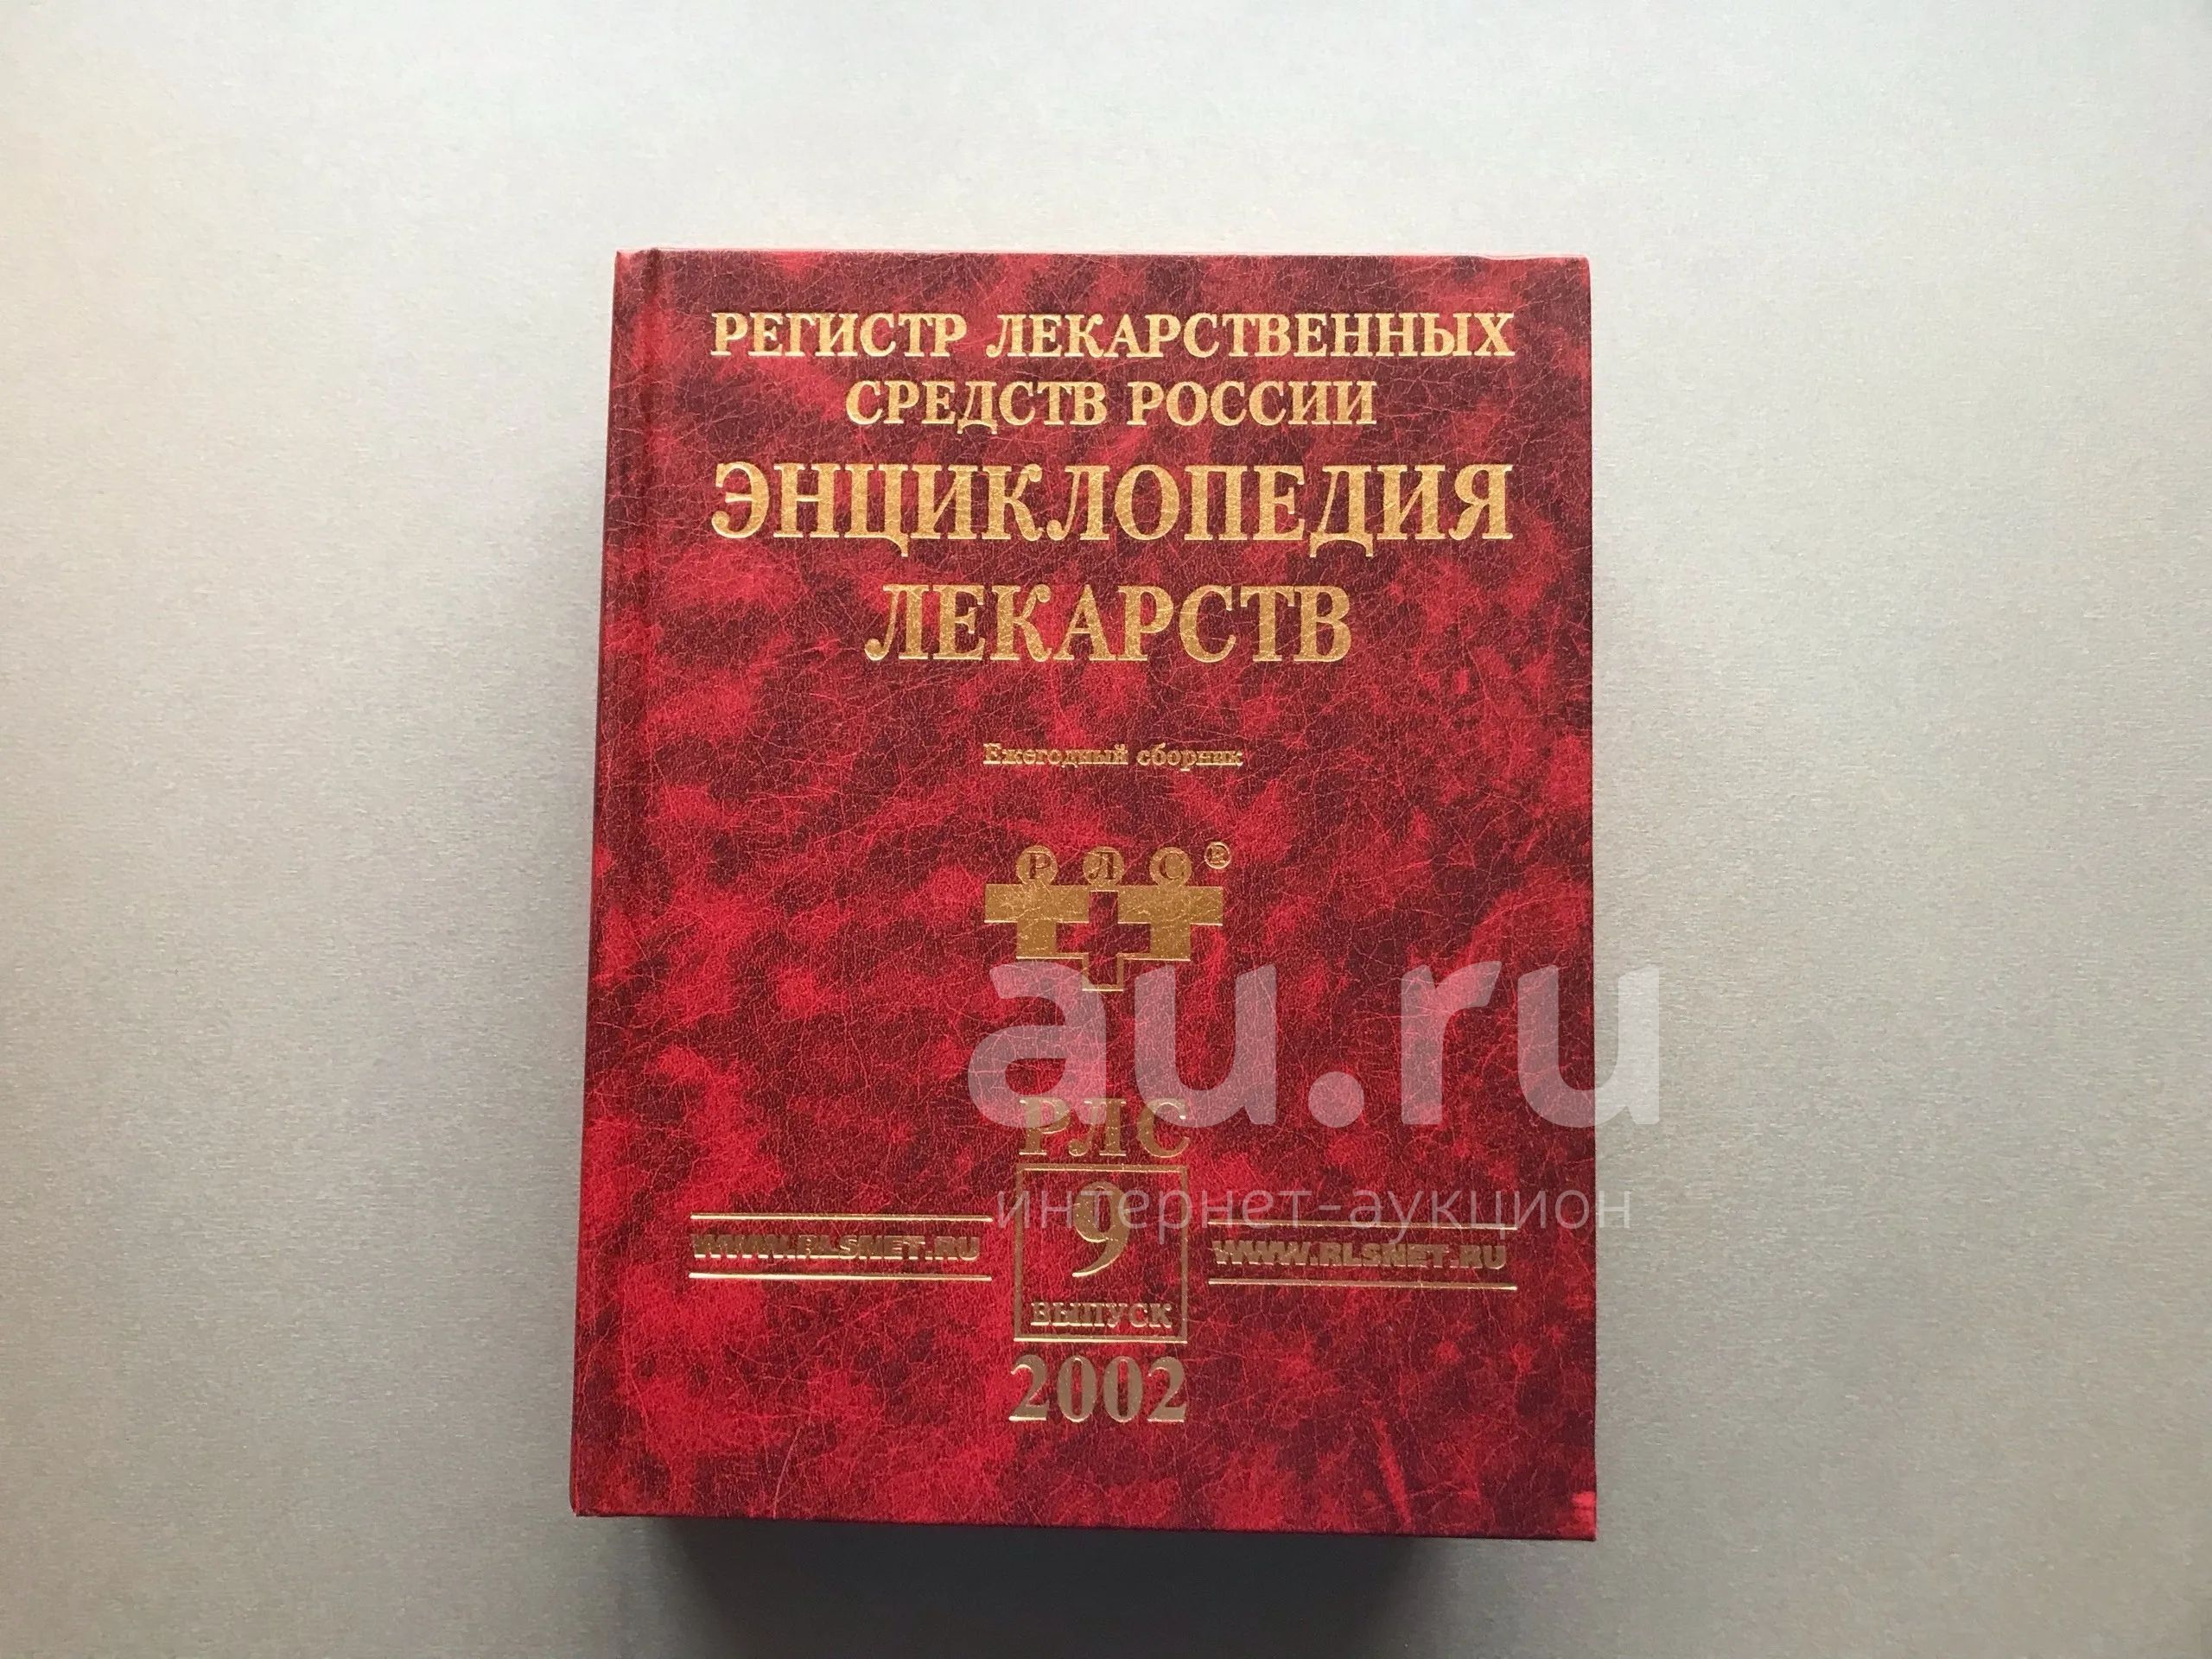 РЕГИСТР ЛЕКАРСТВЕННЫХ
СРЕДСТВ РОССИИ
ЭНЦИКЛОПЕДИЯ
ЛЕКАРСТВ
Ежегодный сборник
РЛС®
au.ru
РЛС
интернет-аукцион
9
WWW.RLSNET.RU WWW.RLSNET.RU
ВЫПУСК
2002